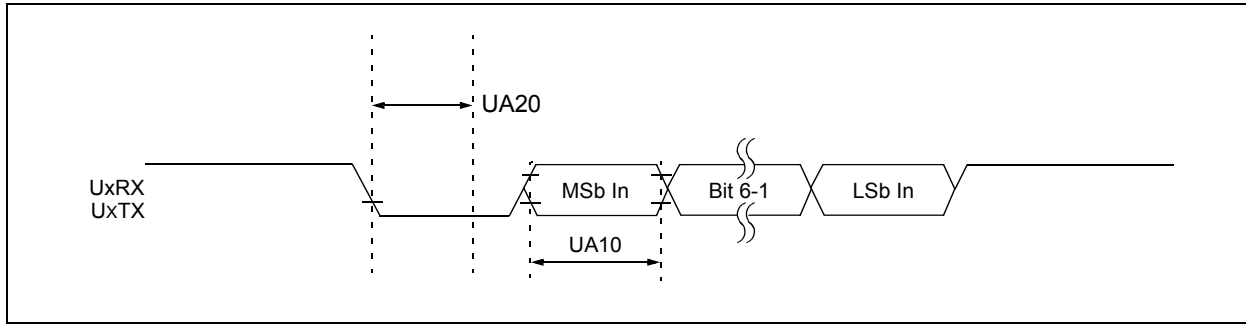 UA20
UxRX
UxTX
MSb In
Bit 6-1
LSb In
UA10